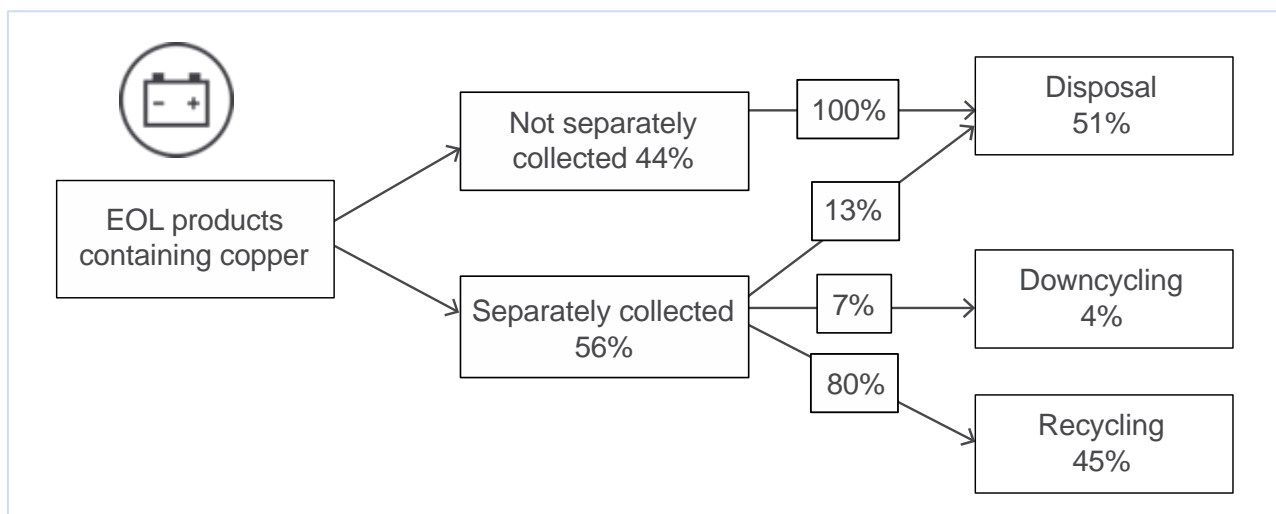 EOL products
containing copper
Not separately
collected 44%
Separately collected
56%
100%
13%
7%
80%
Disposal
51%
Downcycling
4%
Recycling
45%